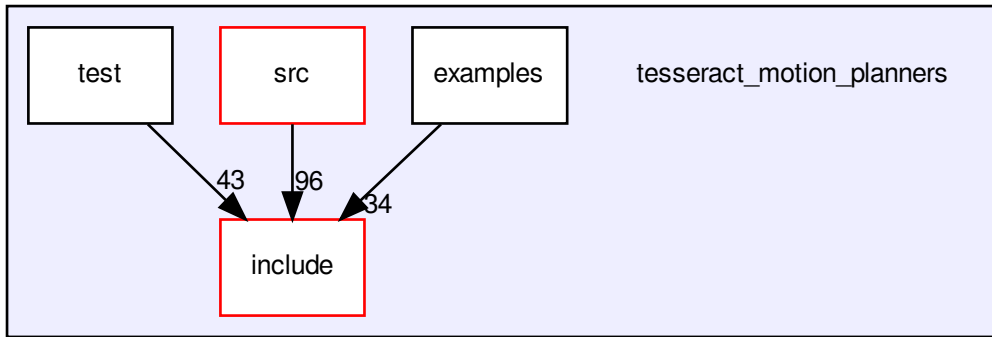 test
src
examples
tesseract_motion_planners
43
96
34
include